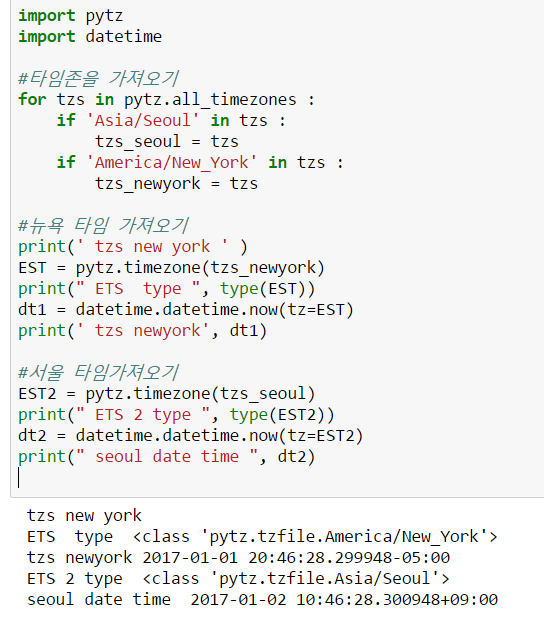 import pytz
import datetime
#타임존을 가져오기
for tzs in pytz.all_timezones :
    if 'Asia/Seoul' in tzs :
        tzs_seoul = tzs
    if 'America/New_York' in tzs :
        tzs_newyork = tzs
#뉴욕 타임 가져오기
print(' tzs new york ' )
EST = pytz.timezone(tzs_newyork)
print(" ETS  type ", type(EST))
dt1 = datetime.datetime.now(tz=EST)
print(' tzs newyork', dt1)
#서울 타임가져오기
EST2 = pytz.timezone(tzs_seoul)
print(" ETS 2 type ", type(EST2))
dt2 = datetime.datetime.now(tz=EST2)
print(" seoul date time ", dt2)
 tzs new york
 ETS  type  <class 'pytz.tzfile.America/New_York'>
 tzs newyork 2017-01-01 20:46:28.299948-05:00
 ETS 2 type  <class 'pytz.tzfile.Asia/Seoul'>
 seoul date time  2017-01-02 10:46:28.300948+09:00